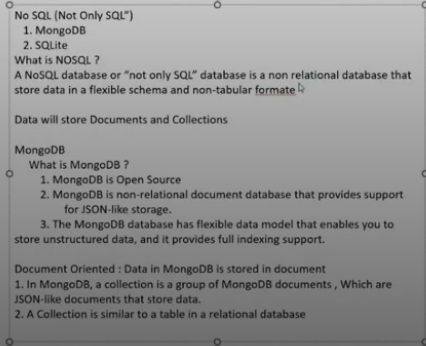 No SQL (Not Only SQL")
1. MongoDB
2. SQLite
What is NOSQL ?
A NoSQL database or "not only SQL" database is a non relational database that
store data in a flexible schema and non-tabular formate
Data will store Documents and Collections
MongoDB
What is MongoDB ?
1. MongoDB is Open Source
2. MongoDB is non-relational document database that provides support
for JSON-like storage.
3. The MongoDB database has flexible data model that enables you to
store unstructured data, and it provides full indexing support.
Document Oriented : Data in MongoDB is stored in document
1. In MongoDB, a collection is a group of MongoDB documents , Which are
JSON-like documents that store data.
2. A Collection is similar to a table in a relational database